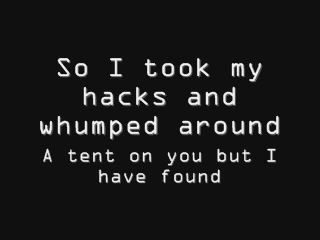 So I took my
hacks and
whumped around
A tent on you but I
have found